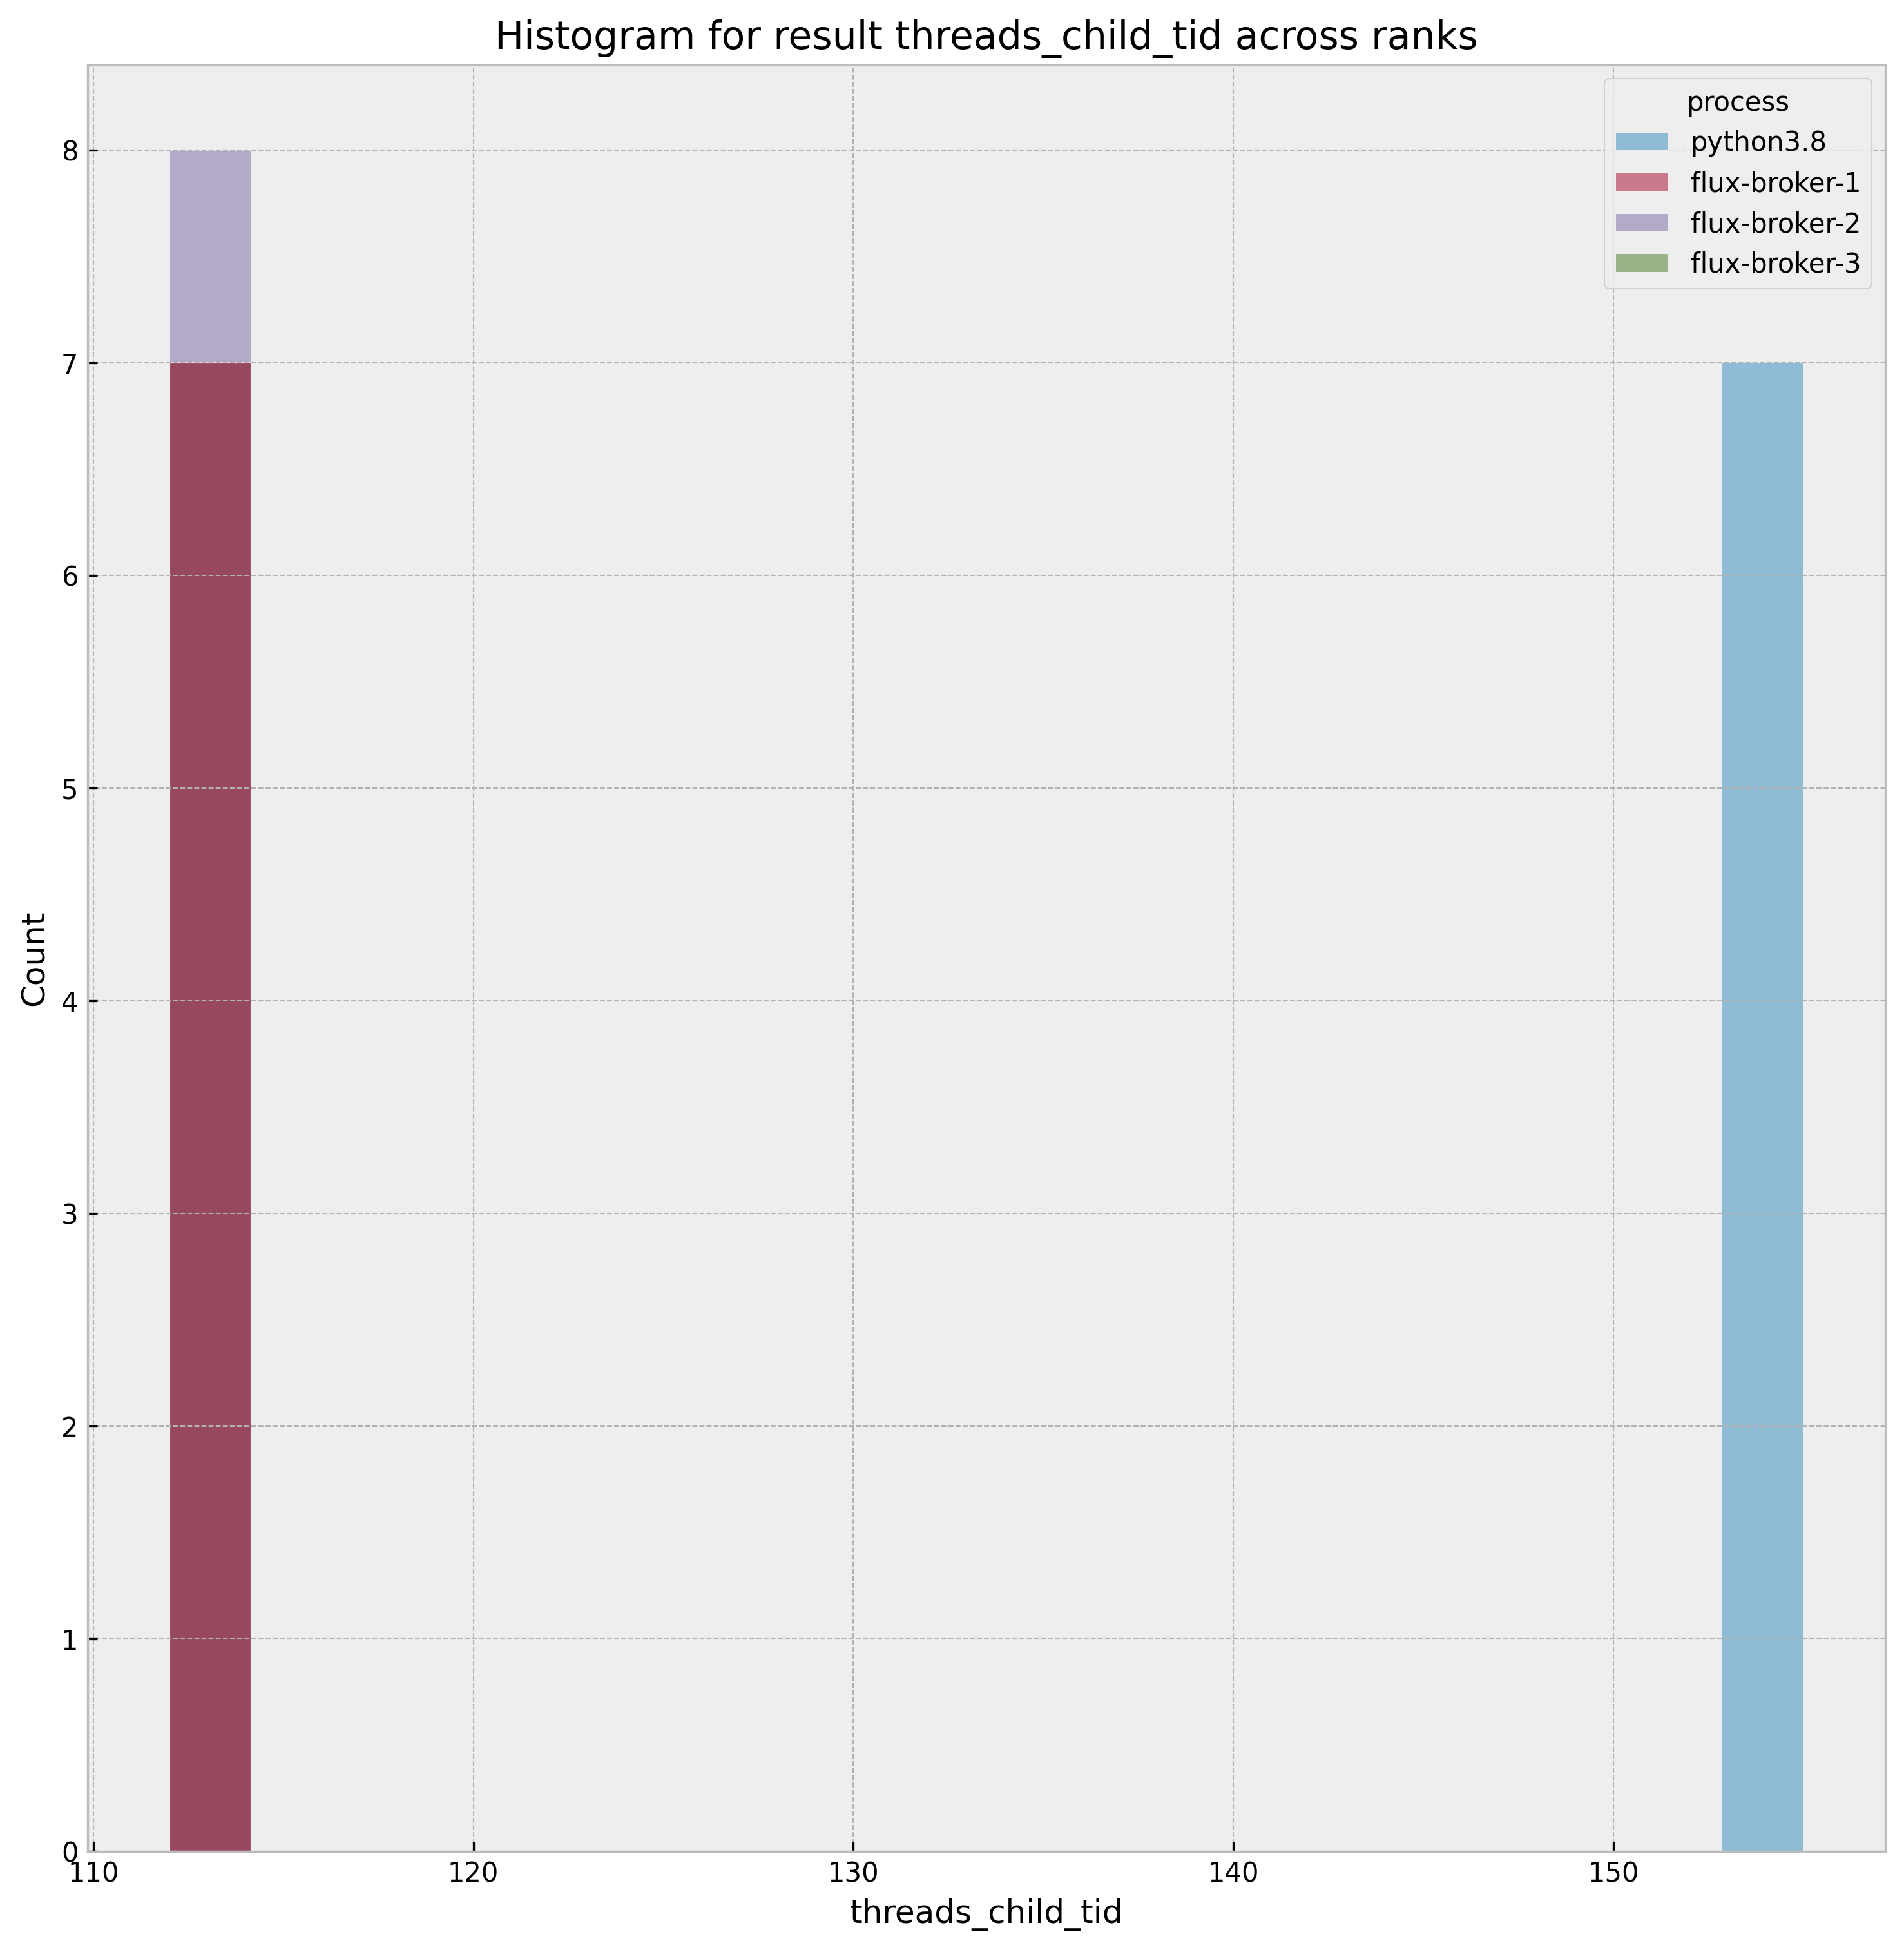 Histogram for result threads_child_tid across ranks
process
python3.8
flux-broker-1
flux-broker-2
flux-broker-3
8
7
6
5
4
3
2
1
0
Count
110 120 130 140 150
threads_child_tid